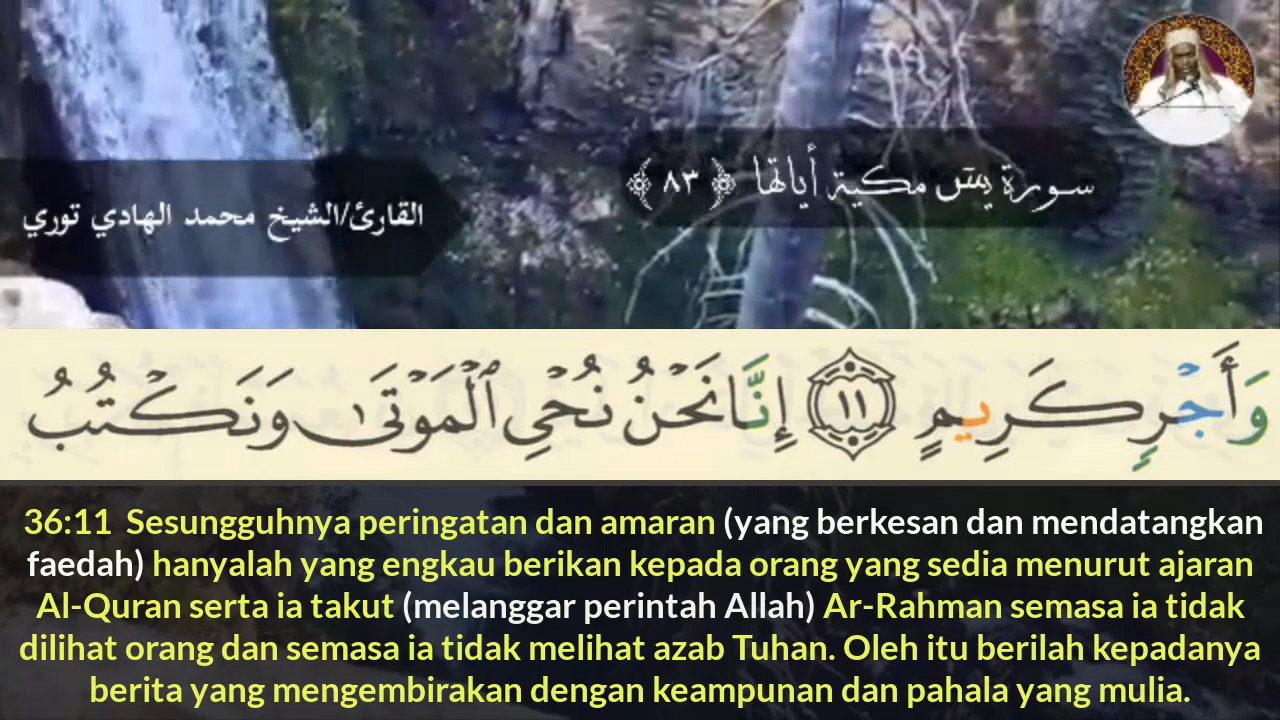 سورة يس مكية أياتها ﴿ ٨٣ ﴾
القارئ/الشيخ محمد الهادي توري
وَأَجْرٍ كَرِيمٍ ١١ إِنَّا نَحْنُ نُحْيِ ٱلْمَوْتَىٰ وَنَكْتُبُ
36:11 Sesungguhnya peringatan dan amaran (yang berkesan dan mendatangkan
faedah) hanyalah yang engkau berikan kepada orang yang sedia menurut ajaran
Al-Quran serta ia takut (melanggar perintah Allah) Ar-Rahman semasa ia tidak
dilihat orang dan semasa ia tidak melihat azab Tuhan. Oleh itu berilah kepadanya
berita yang mengembirakan dengan keampunan dan pahala yang mulia.